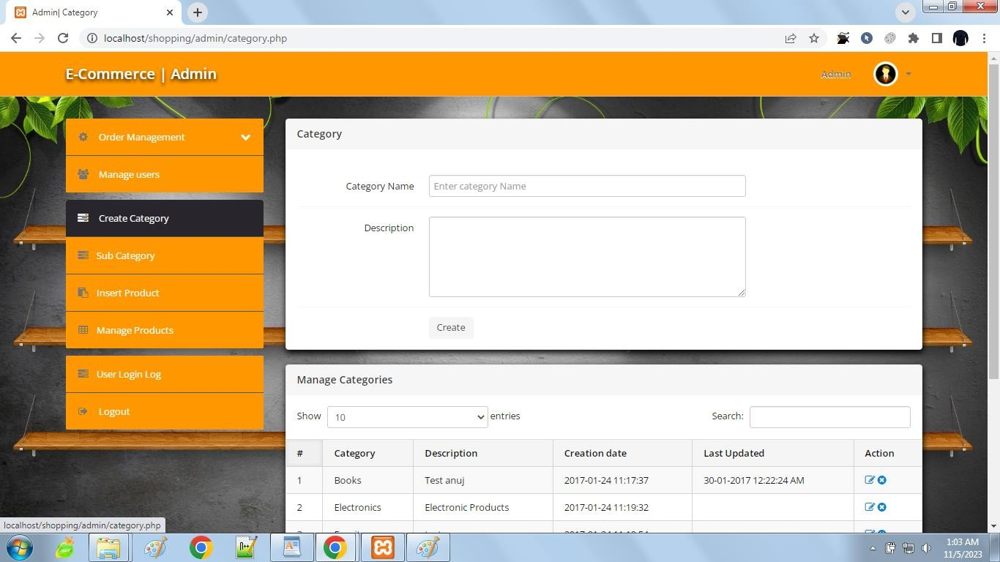 Admin| Category
localhost/shopping/admin/category.php
E-Commerce | Admin
Admin
Order Management
Manage users
Create Category
Sub Category
Insert Product
Manage Products
User Login Log
Logout
Category
Category Name
Enter category Name
Description
Create
Manage Categories
Show 10 entries
Search:
# Category Description Creation date Last Updated Action
1 Books Test anuj 2017-01-24 11:17:37 30-01-2017 12:22:24 AM
2 Electronics Electronic Products 2017-01-24 11:19:32
localhost/shopping/admin/category.php
1:03 AM
11/5/2023